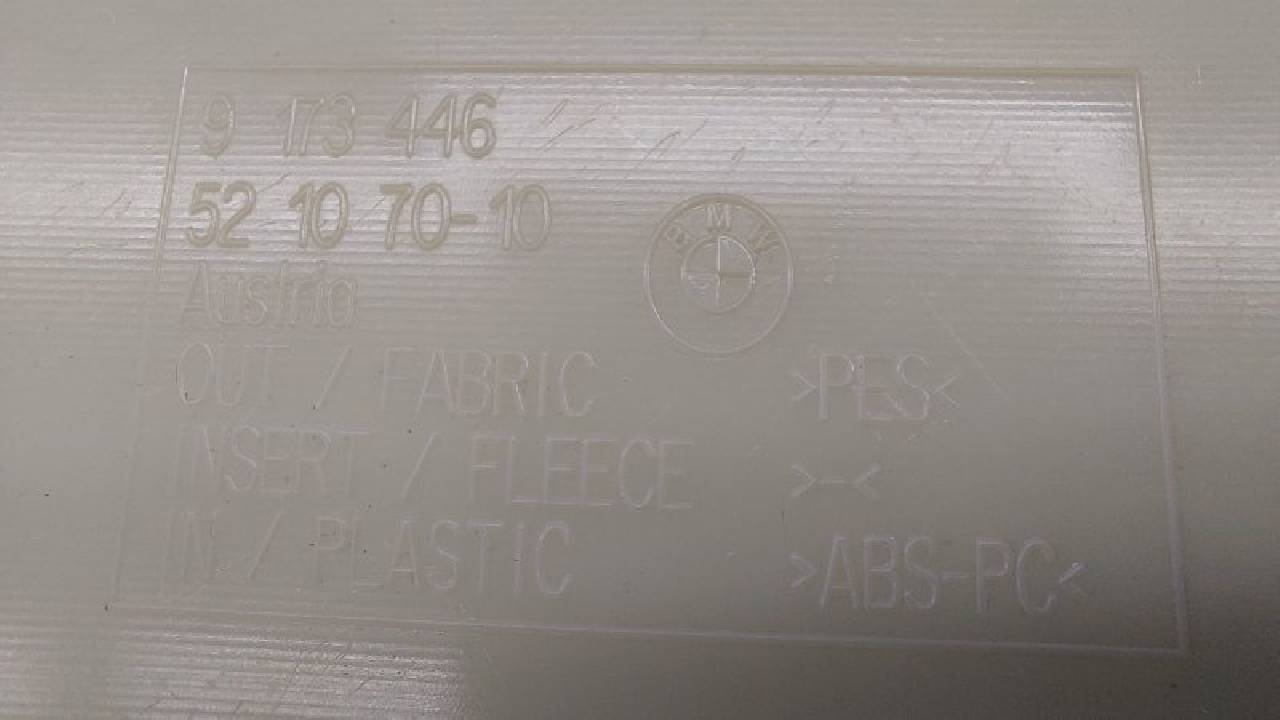 9 173 446
52 10 70-10
BMW
Austria
OUT / FABRIC >PES<
INSERT / FLEECE >-<
IN / PLASTIC >ABS-PC<